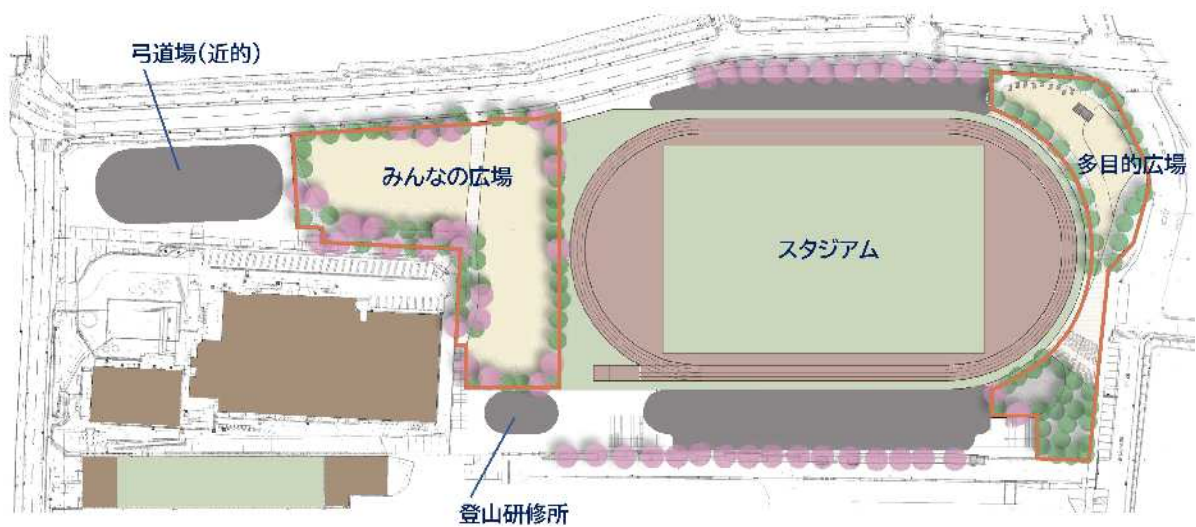 弓道場(近的)
みんなの広場
多目的広場
スタジアム
登山研修所